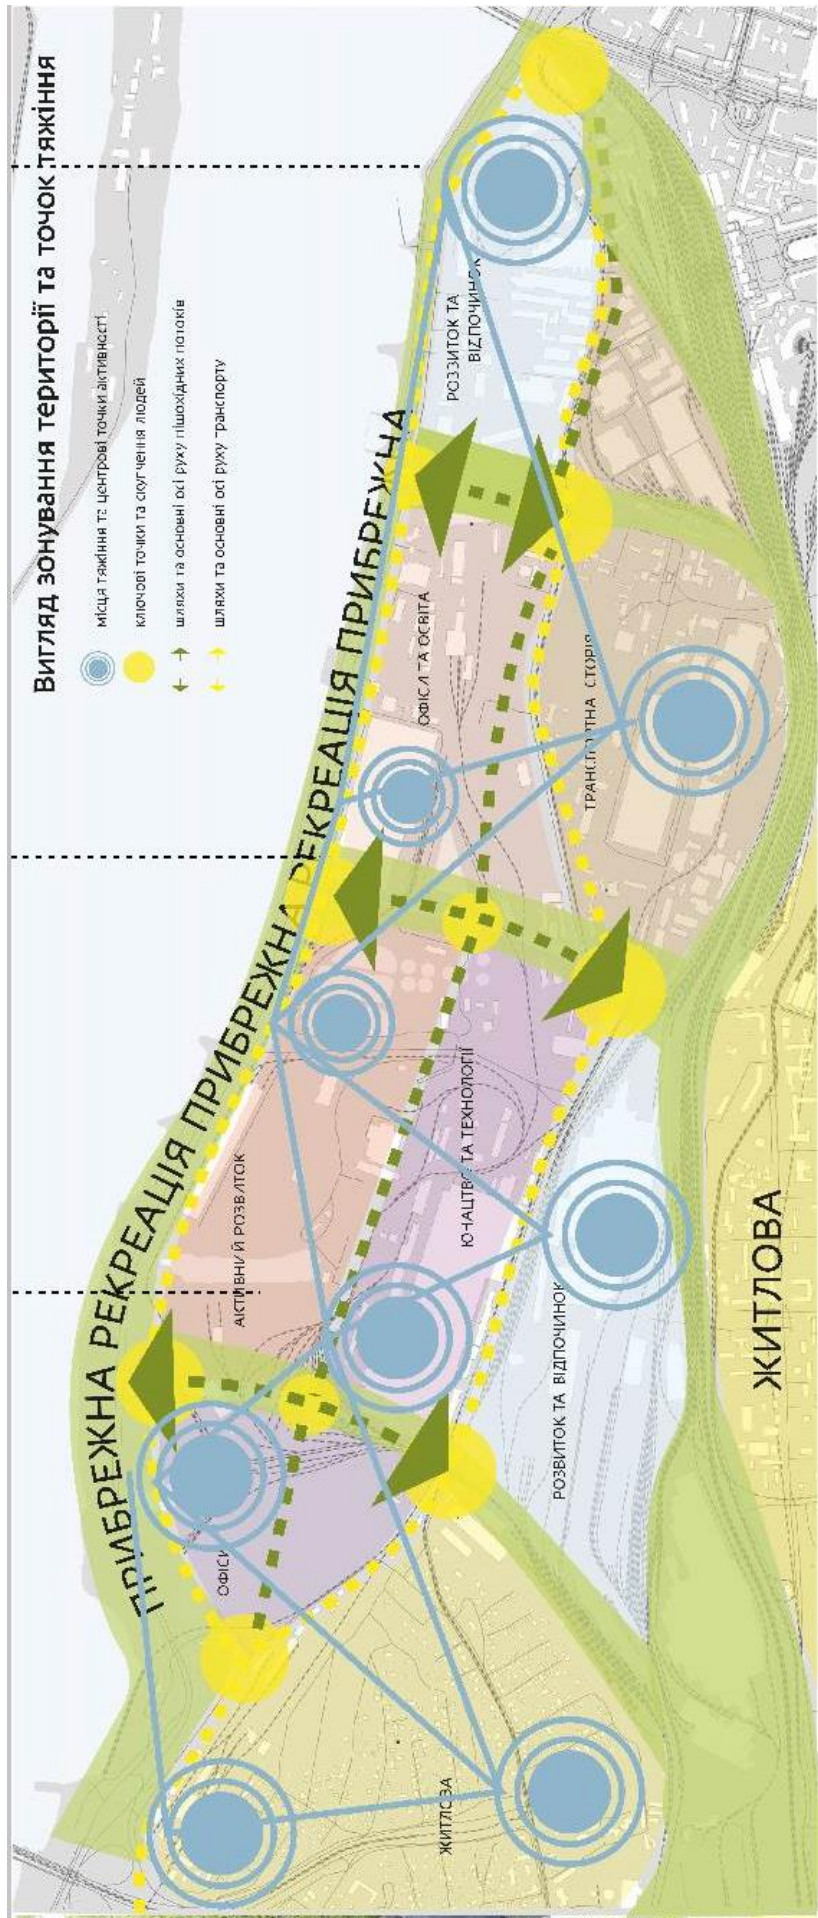 Вигляд зонування території та точок тяжіння
місця тяжіння та центрові точки активності
ключові точки та скупчення людей
шляхи та основні осі руху пішохідних потоків
шляхи та основні осі руху транспорту
ПРИБРЕЖНА РЕКРЕАЦІЯ ПРИБРЕЖНА РЕКРЕАЦІЯ ПРИБРЕЖНА
РОЗВИТОК ТА
ВІДПОЧИНОК
ОФІСИ ТА ОСВІТА
ТРАНСПОРТНА ІСТОРІЯ
АКТИВНИЙ РОЗВИТОК
ЮНАЦТВО ТА ТЕХНОЛОГІЇ
РОЗВИТОК ТА ВІДПОЧИНОК
ОФІСИ
ЖИТЛОВА
ЖИТЛОВА